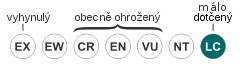 vyhynulý obecně ohrožený málo dotčený
EX EW CR EN VU NT LC